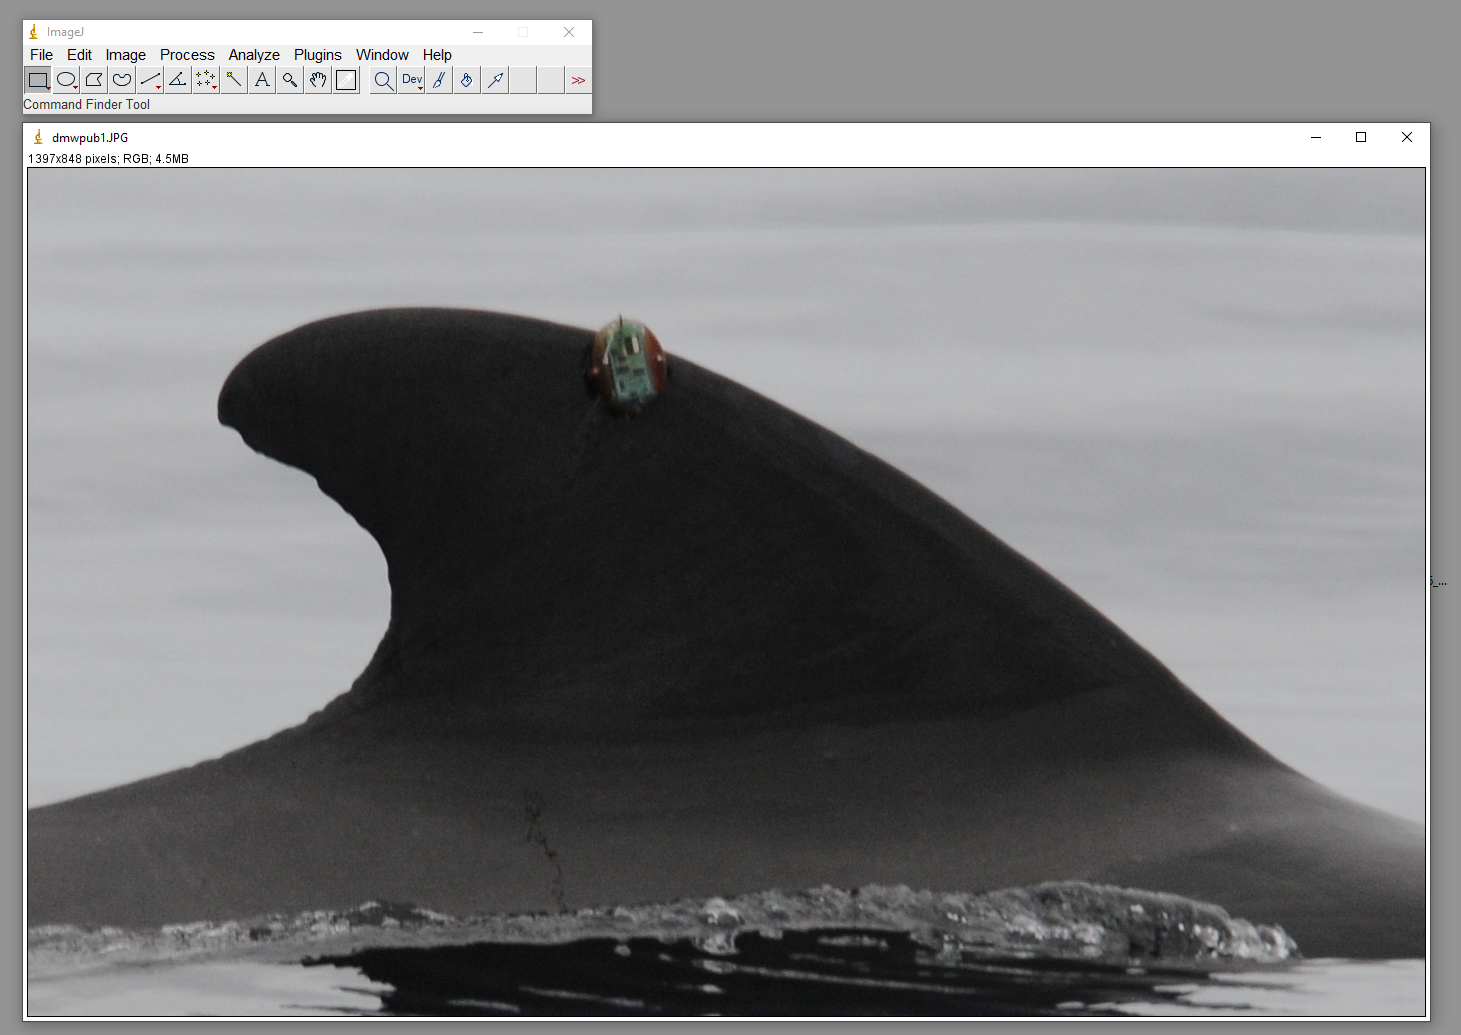 ImageJ
File Edit Image Process Analyze Plugins Window Help
A Dev >>
Command Finder Tool
dmwpub1.JPG
1397x848 pixels; RGB; 4.5MB